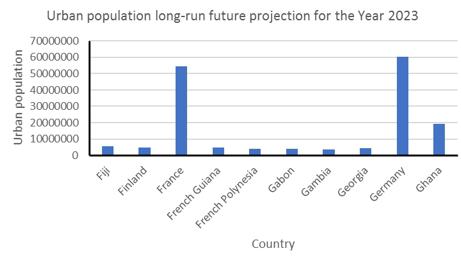 Urban population long-run future projection for the Year 2023
Urban population
70000000
60000000
50000000
40000000
30000000
20000000
10000000
0
Fiji
Finland
France
French Guiana
French Polynesia
Gabon
Gambia
Georgia
Germany
Ghana
Country